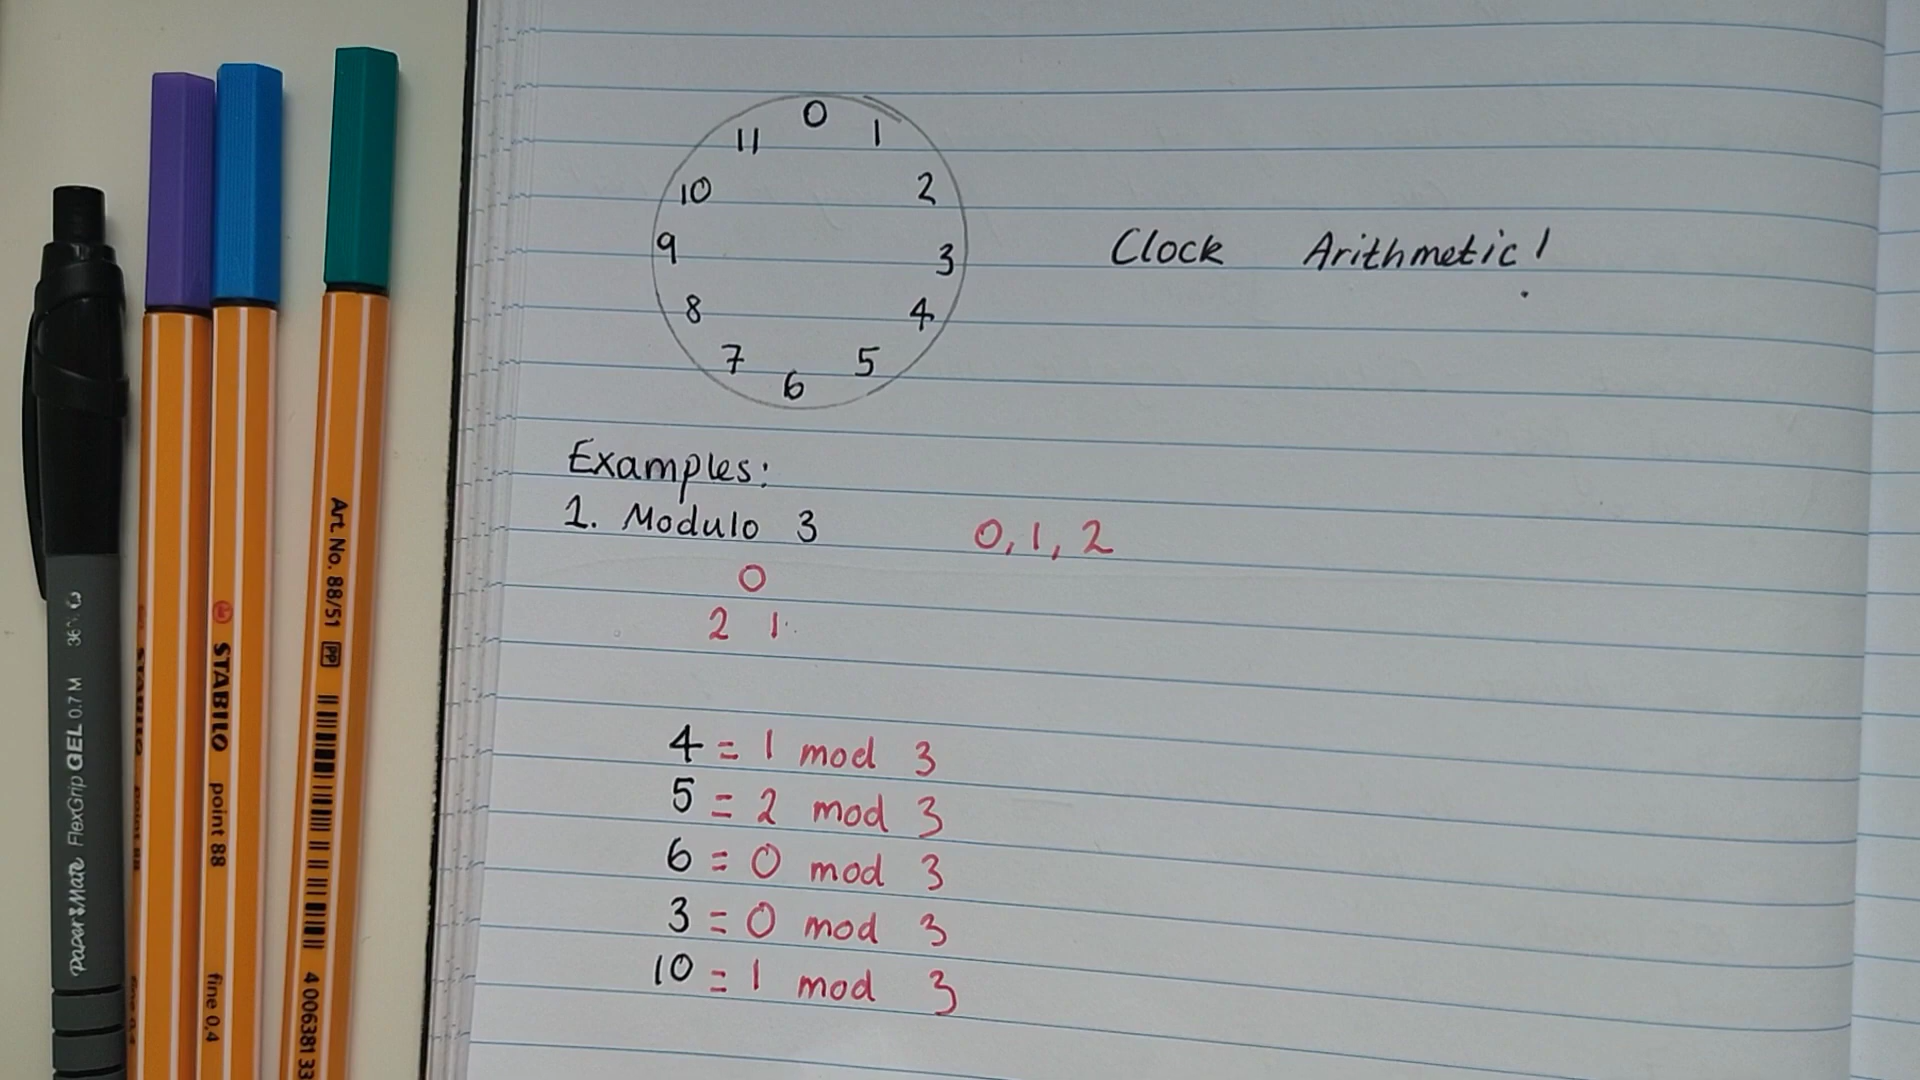 0
11 1
10 2
9 3
8 4
7 5
6
Clock Arithmetic!
Examples:
1. Modulo 3 0, 1, 2
0
2 1
4 = 1 mod 3
5 = 2 mod 3
6 = 0 mod 3
3 = 0 mod 3
10 = 1 mod 3
Paper:Mate FlexGrip GEL 0.7 M
STABILO point 88 fine 0,4
Art. No. 88/51 PP
4 006381 33